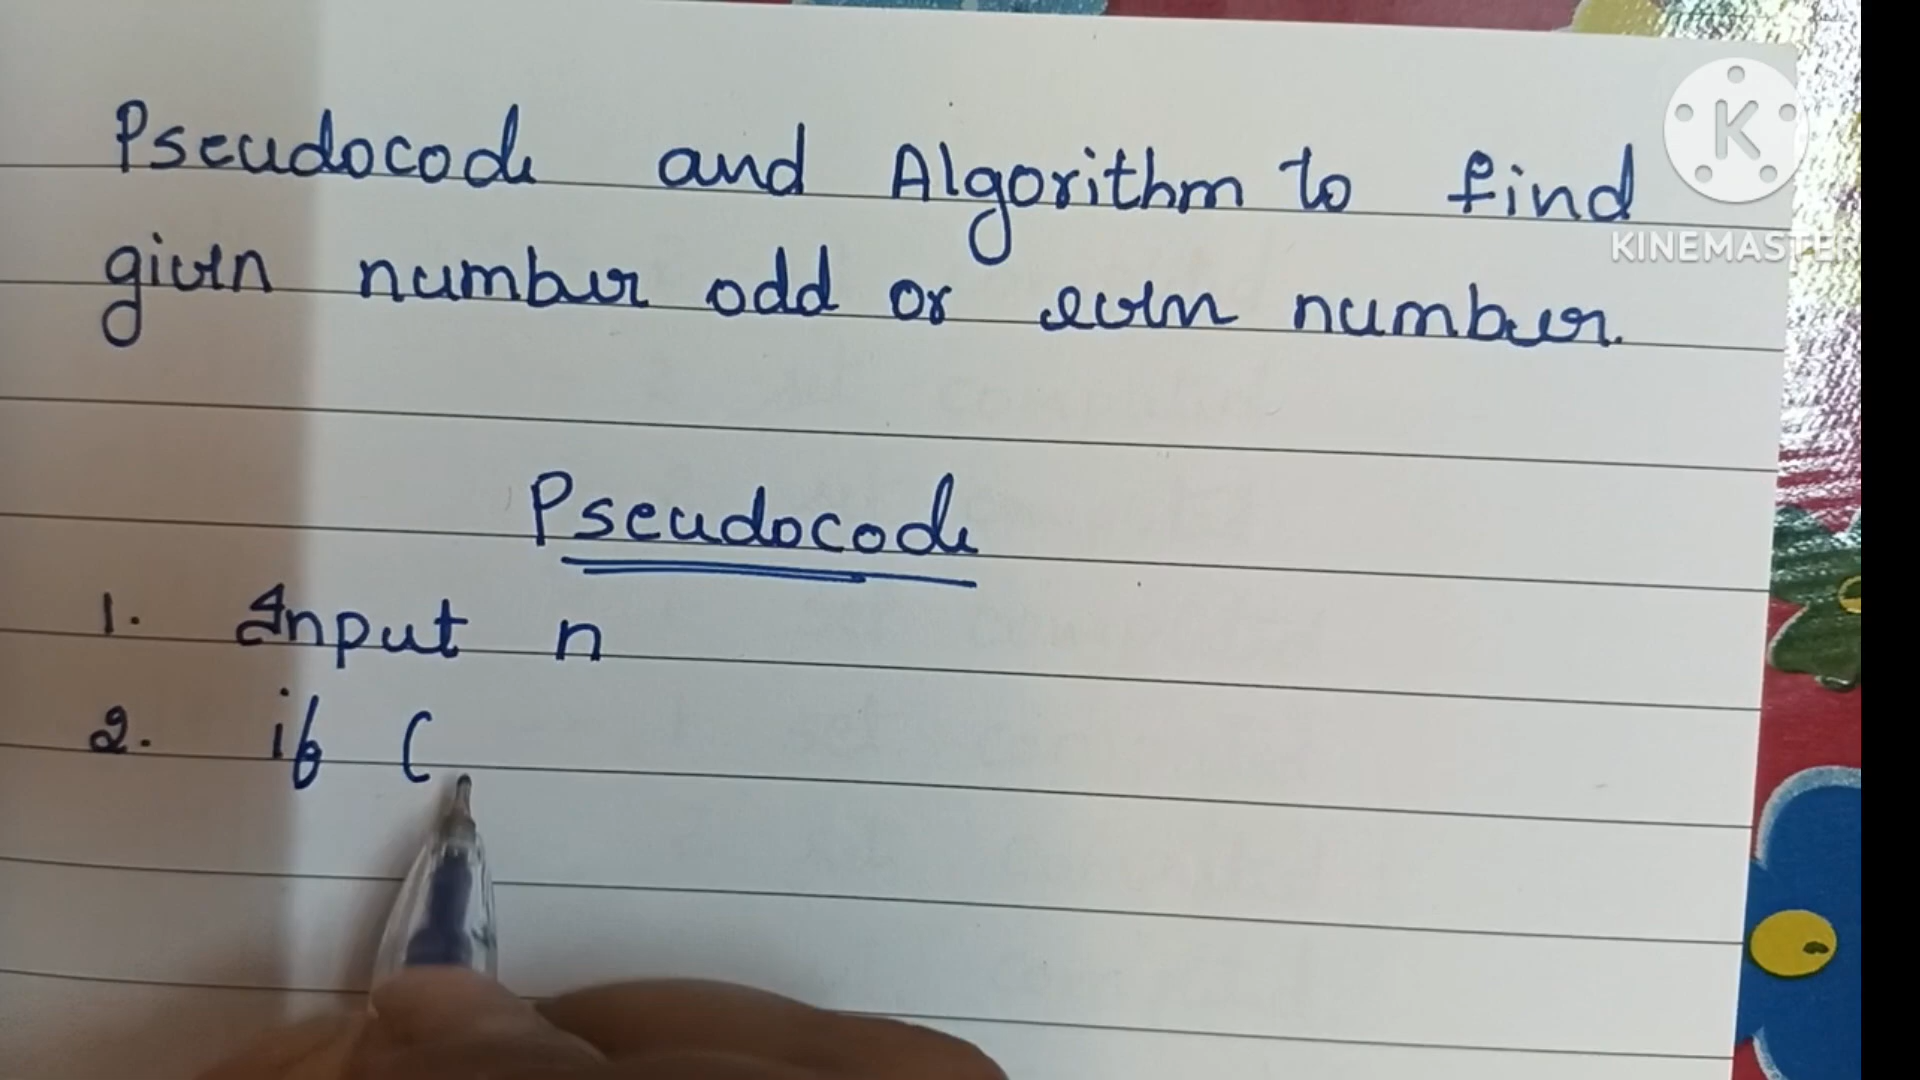 Pseudocode and Algorithm to find
given number odd or even number.
Pseudocode
1. Input n
2. if (
K
KINEMASTER